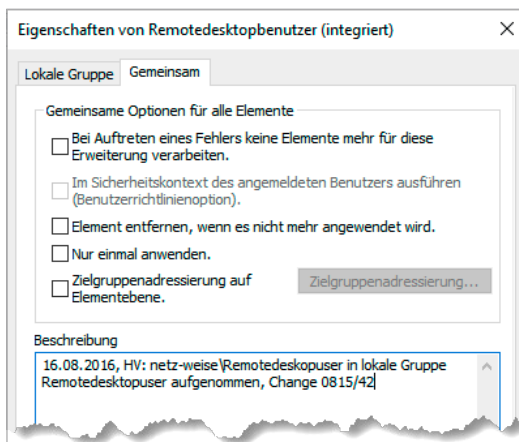 Eigenschaften von Remotedesktopbenutzer (integriert)
Lokale Gruppe
Gemeinsam
Gemeinsame Optionen für alle Elemente
Bei Auftreten eines Fehlers keine Elemente mehr für diese
Erweiterung verarbeiten.
Im Sicherheitskontext des angemeldeten Benutzers ausführen
(Benutzerrichtlinienoption).
Element entfernen, wenn es nicht mehr angewendet wird.
Nur einmal anwenden.
Zielgruppenadressierung auf
Elementebene.
Zielgruppenadressierung...
Beschreibung
16.08.2016, HV: netz-weise\Remotedeskopuser in lokale Gruppe
Remotedesktopuser aufgenommen, Change 0815/42